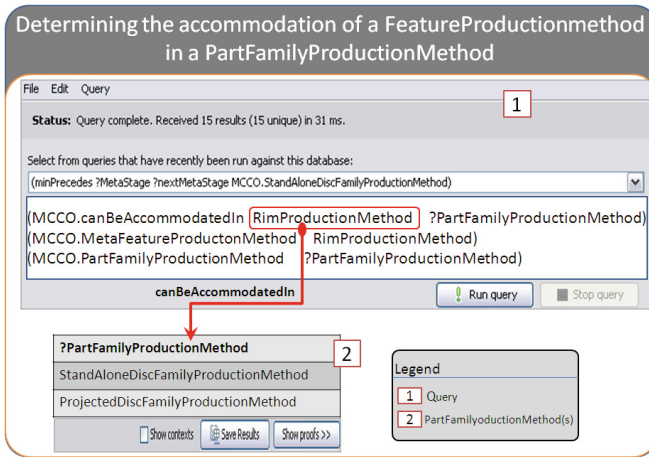 Determining the accommodation of a FeatureProductionmethod
in a PartFamilyProductionMethod
File Edit Query
1
Status: Query complete. Received 15 results (15 unique) in 31 ms.
Select from queries that have recently been run against this database:
(minPrecedes ?MetaStage ?nextMetaStage MCCO.StandAloneDiscFamilyProductionMethod)
(MCCO.canBeAccommodatedIn RimProductionMethod ?PartFamilyProductionMethod)
(MCCO.MetaFeatureProductonMethod RimProductionMethod)
(MCCO.PartFamilyProductionMethod ?PartFamilyProductionMethod)
canBeAccommodatedIn
Run query
Stop query
?PartFamilyProductionMethod
2
StandAloneDiscFamilyProductionMethod
ProjectedDiscFamilyProductionMethod
Show contexts
Save Results
Show proofs >>
Legend
1 Query
2 PartFamilyoductionMethod(s)